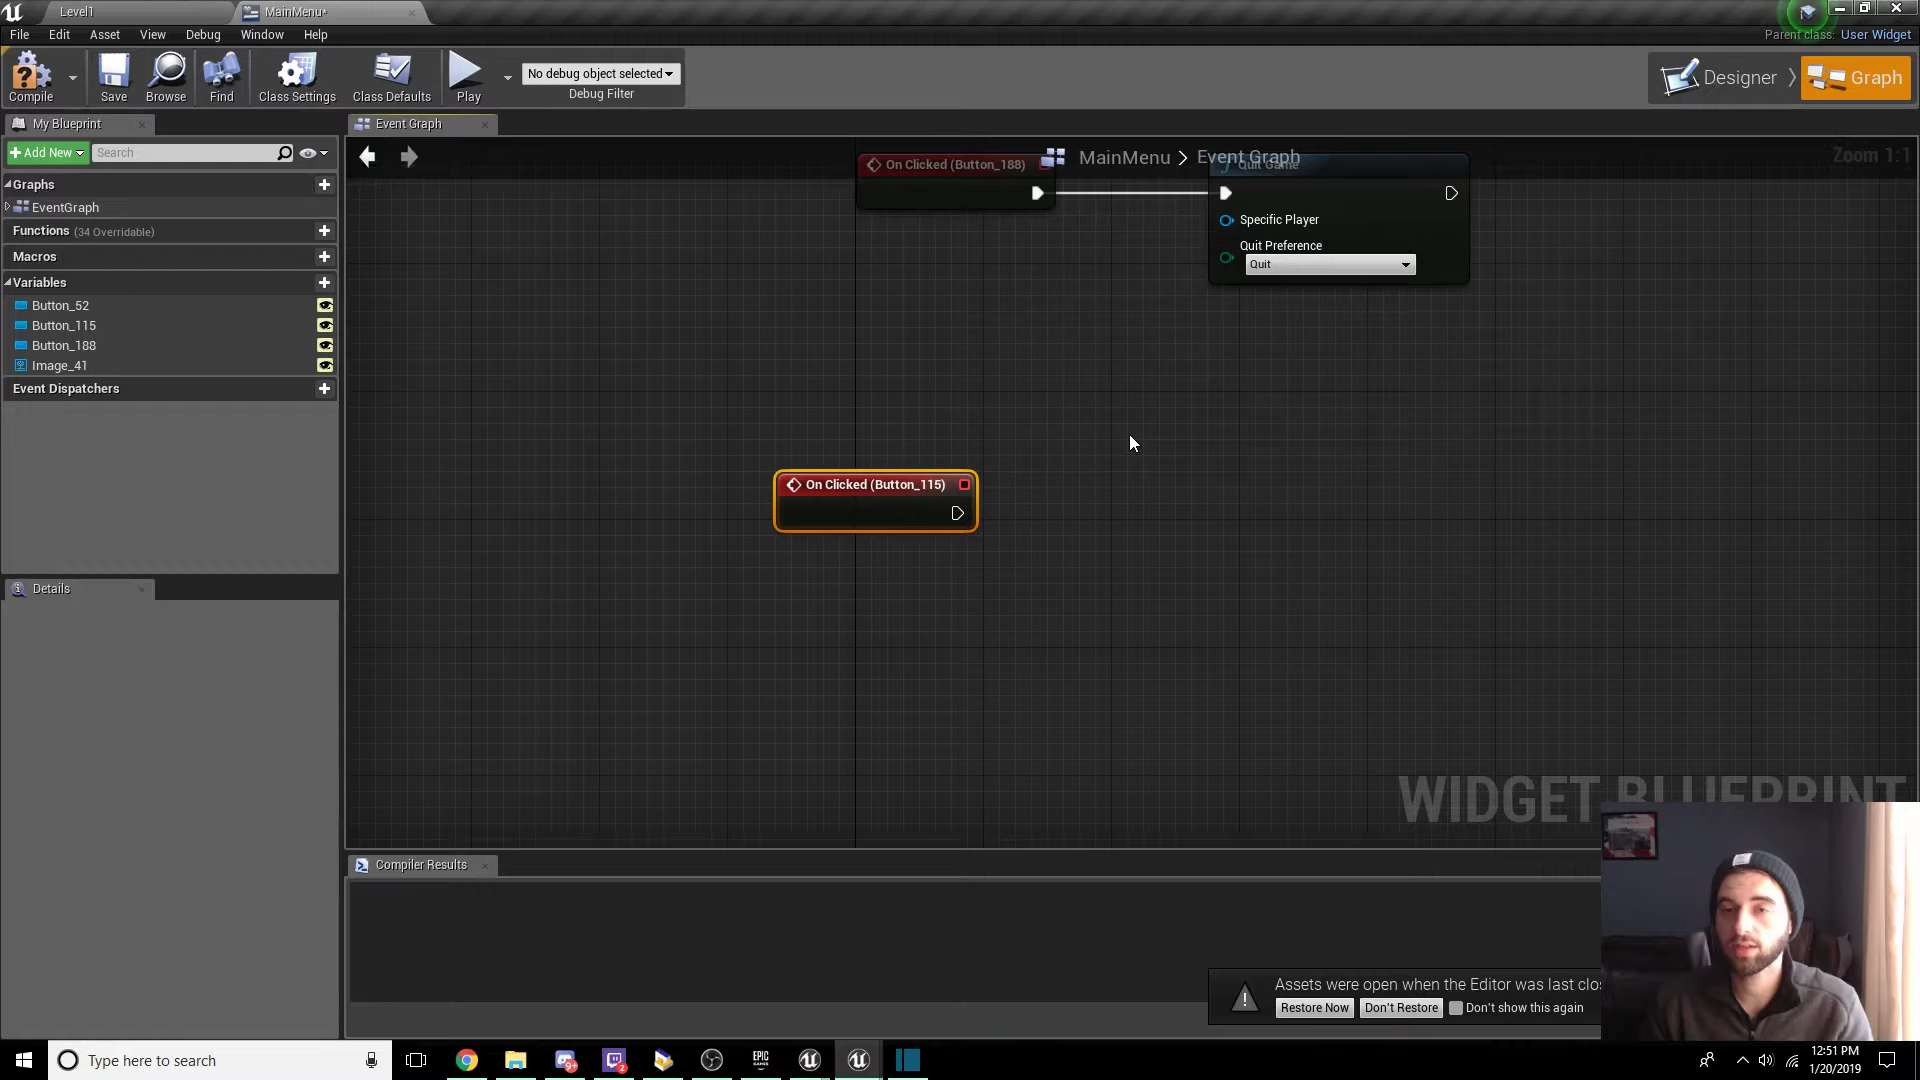 Level1
MainMenu*
File Edit Asset View Debug Window Help
Parent class: User Widget
Compile
Save
Browse
Find
Class Settings
Class Defaults
Play
No debug object selected
Debug Filter
Designer
Graph
My Blueprint
Event Graph
Add New
Search
MainMenu > Event Graph
Zoom 1:1
Graphs
EventGraph
Functions (34 Overridable)
Macros
Variables
Button_52
Button_115
Button_188
Image_41
Event Dispatchers
Details
On Clicked (Button_188)
Quit Game
Specific Player
Quit Preference
Quit
On Clicked (Button_115)
WIDGET BLUEPRINT
Compiler Results
Assets were open when the Editor was last clos
Restore Now
Don't Restore
Don't show this again
Type here to search
EPIC
GAMES
9+
2
12:51 PM
1/20/2019